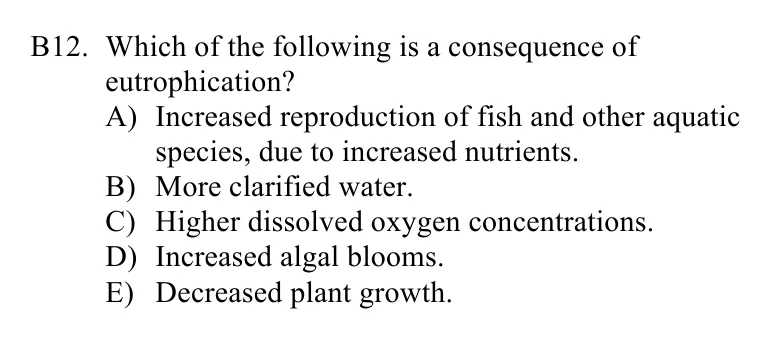 B12. Which of the following is a consequence of
eutrophication?
A) Increased reproduction of fish and other aquatic
species, due to increased nutrients.
B) More clarified water.
C) Higher dissolved oxygen concentrations.
D) Increased algal blooms.
E) Decreased plant growth.